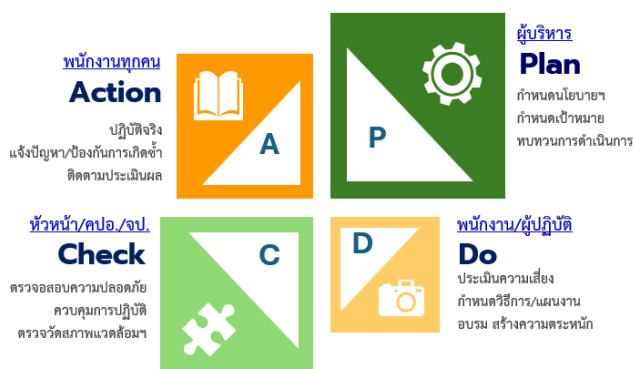 พนักงานทุกคน
Action
ปฏิบัติจริง
แจ้งปัญหา/ป้องกันการเกิดซ้ำ
ติดตามประเมินผล
A
P
ผู้บริหาร
Plan
กำหนดนโยบายฯ
กำหนดเป้าหมาย
ทบทวนการดำเนินการ
หัวหน้า/คปอ./จป.
Check
ตรวจสอบความปลอดภัย
ควบคุมการปฏิบัติ
ตรวจวัดสภาพแวดล้อมฯ
C
D
พนักงาน/ผู้ปฏิบัติ
Do
ประเมินความเสี่ยง
กำหนดวิธีการ/แผนงาน
อบรม สร้างความตระหนัก